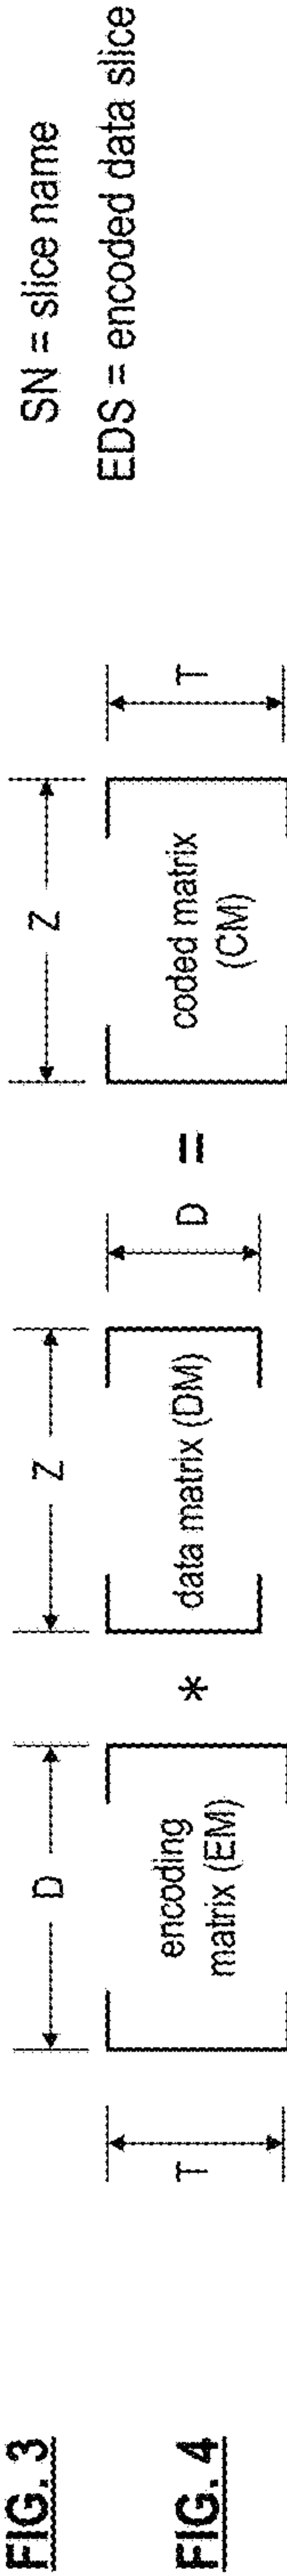 FIG. 3
SN = slice name
EDS = encoded data slice
FIG. 4
D
Z
Z
T
encoding
matrix (EM)
*
data matrix (DM)
D
=
coded matrix
(CM)
T